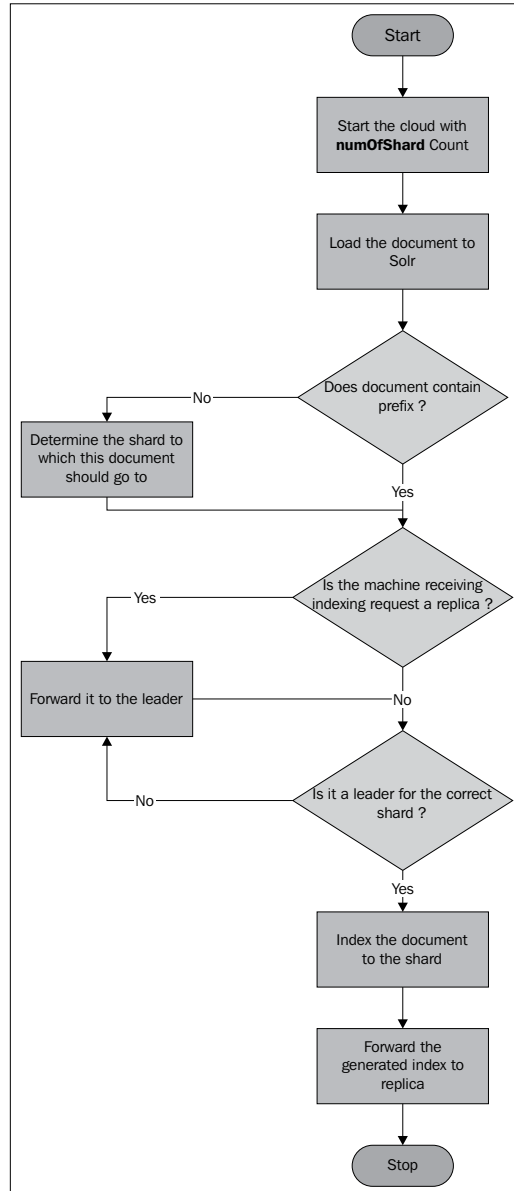 Start
Start the cloud with
numOfShard Count
Load the document to
Solr
Does document contain
prefix ?
No
Determine the shard to
which this document
should go to
Yes
Is the machine receiving
indexing request a replica ?
Yes
Forward it to the leader
No
Is it a leader for the correct
shard ?
No
Yes
Index the document
to the shard
Forward the
generated index to
replica
Stop